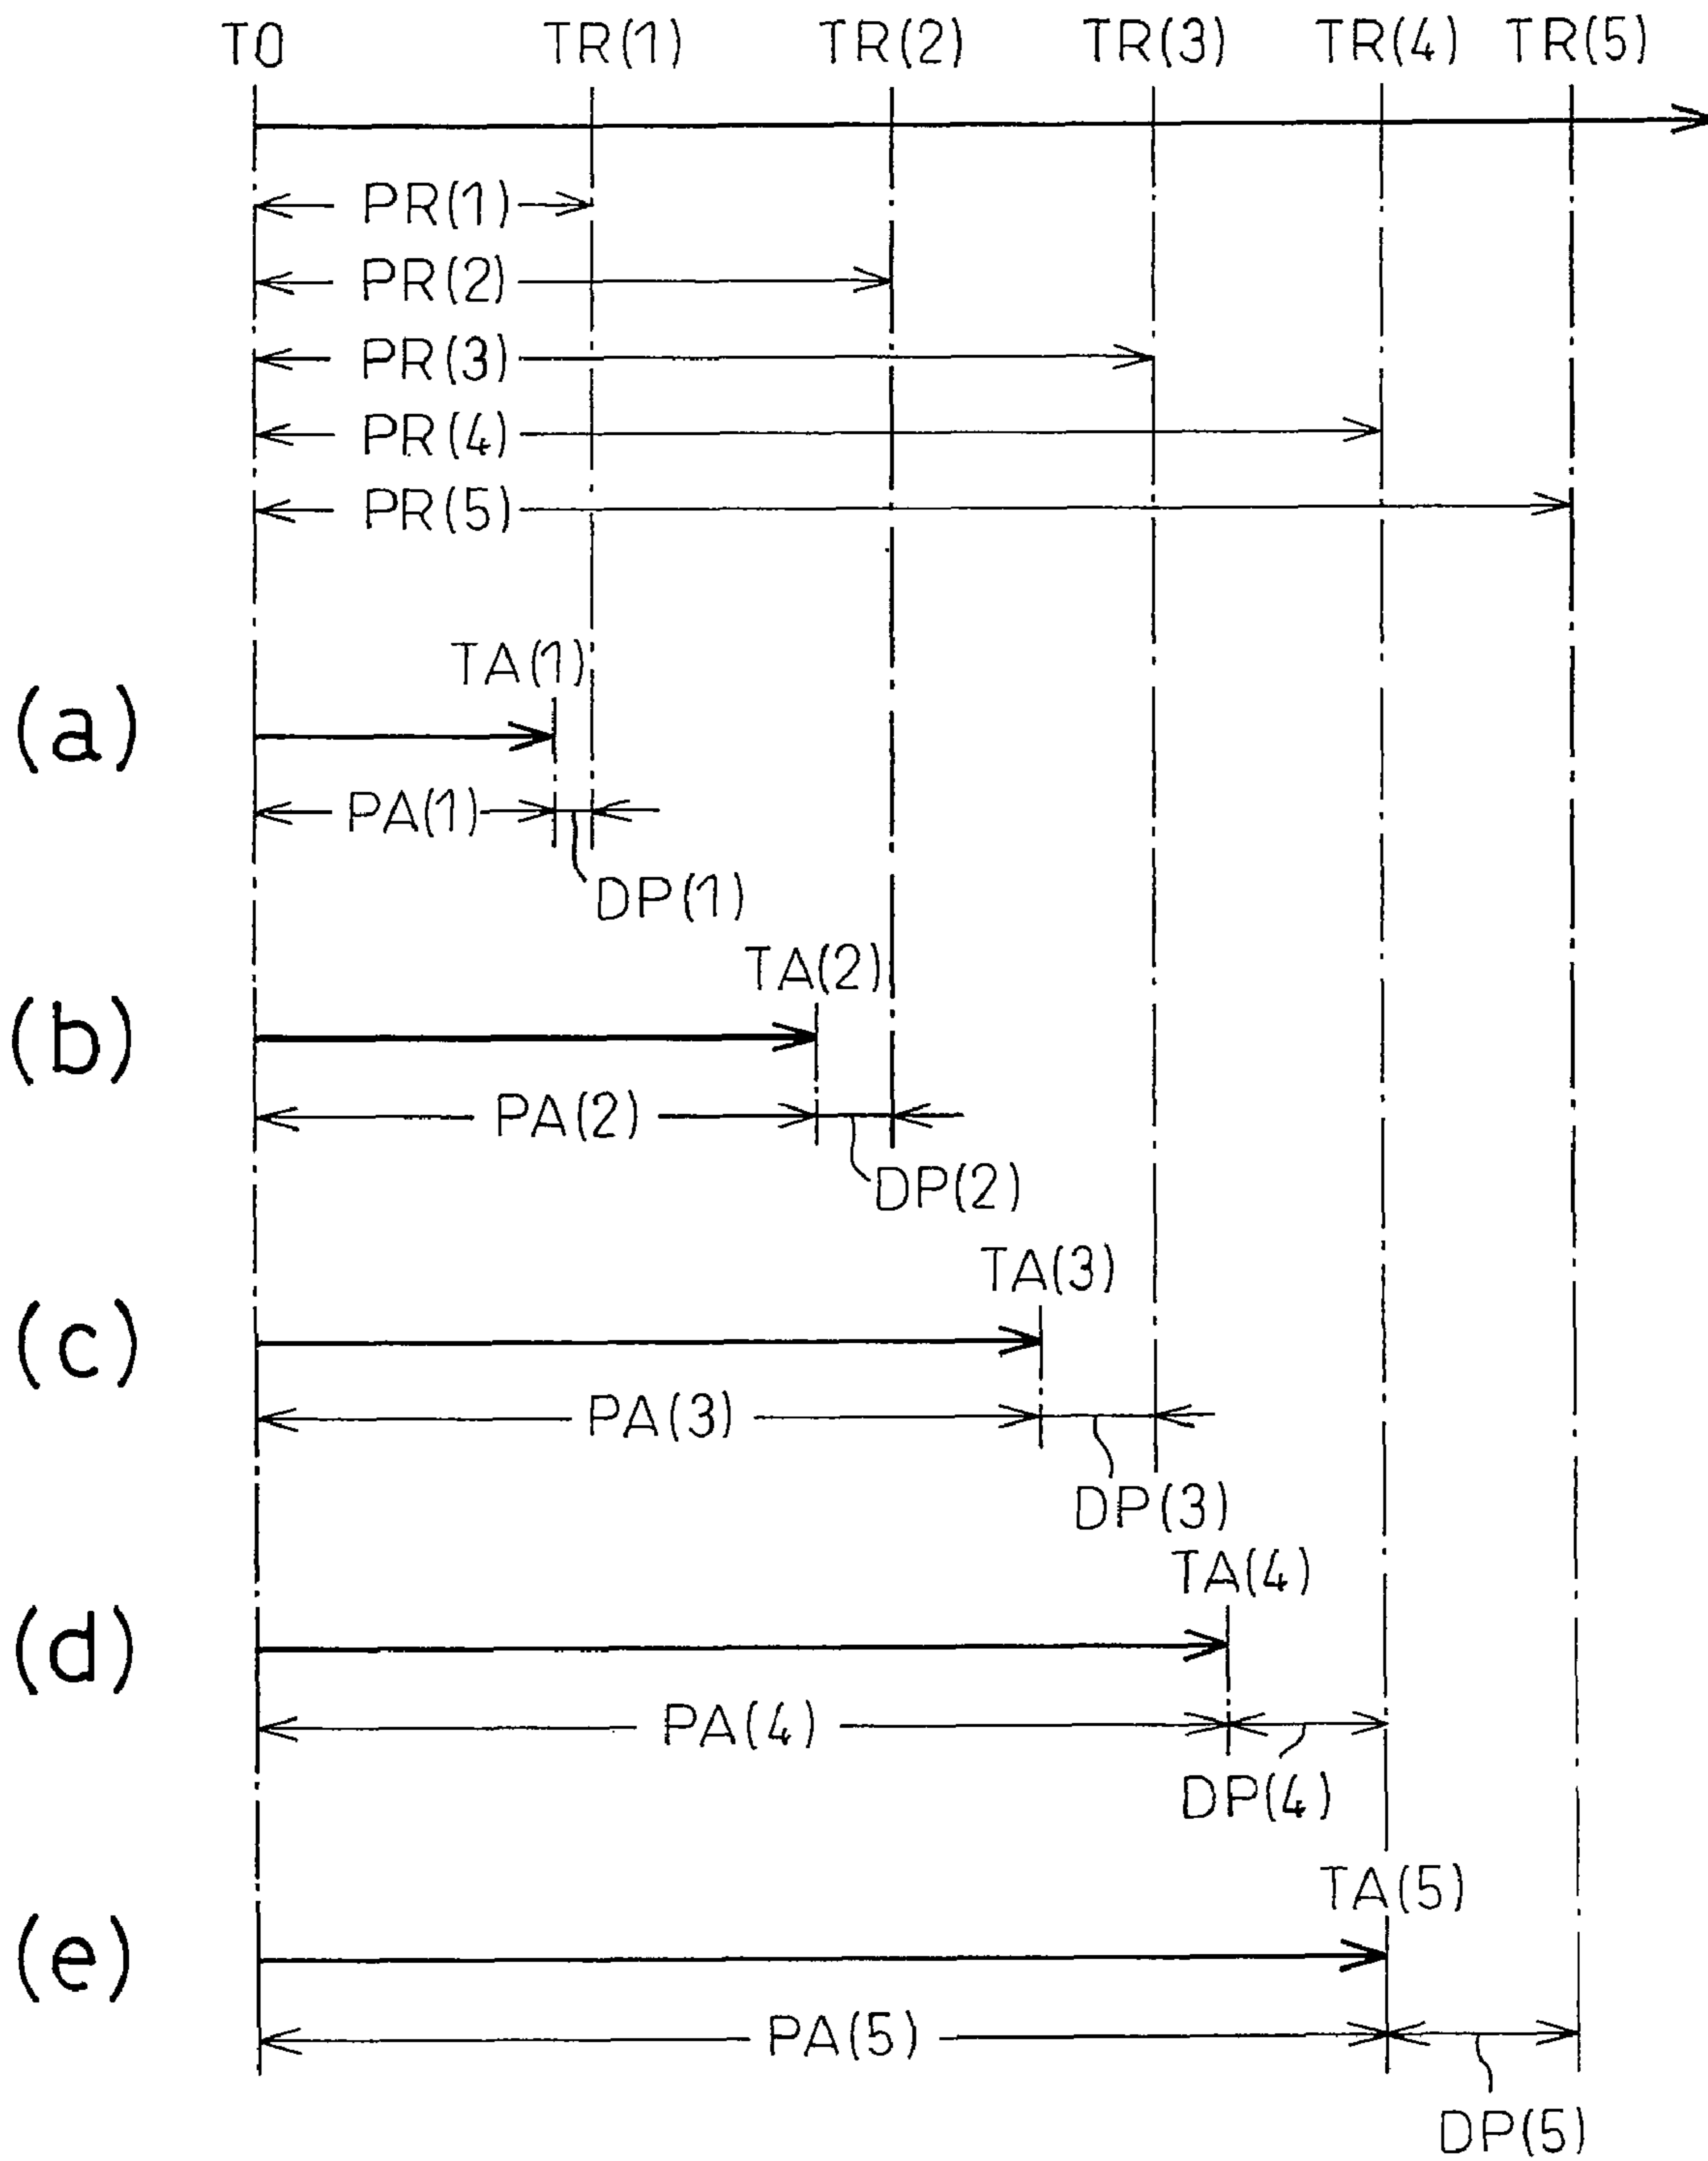 T0 TR(1) TR(2) TR(3) TR(4) TR(5)
PR(1)
PR(2)
PR(3)
PR(4)
PR(5)
TA(1)
(a)
PA(1)
DP(1)
TA(2)
(b)
PA(2)
DP(2)
TA(3)
(c)
PA(3)
DP(3)
TA(4)
(d)
PA(4)
DP(4)
TA(5)
(e)
PA(5)
DP(5)